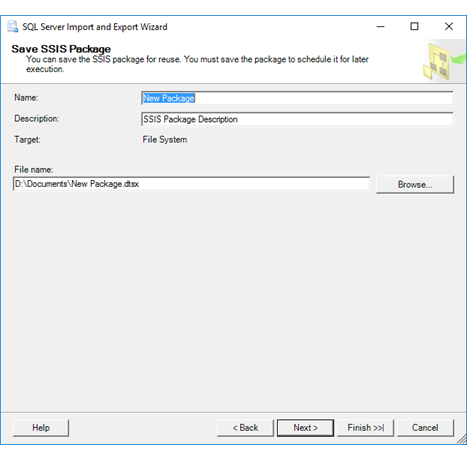 SQL Server Import and Export Wizard
Save SSIS Package
You can save the SSIS package for reuse. You must save the package to schedule it for later
execution.
Name:
New Package
Description:
SSIS Package Description
Target:
File System
File name:
D:\Documents\New Package.dtsx
Browse...
Help
< Back
Next >
Finish >>|
Cancel